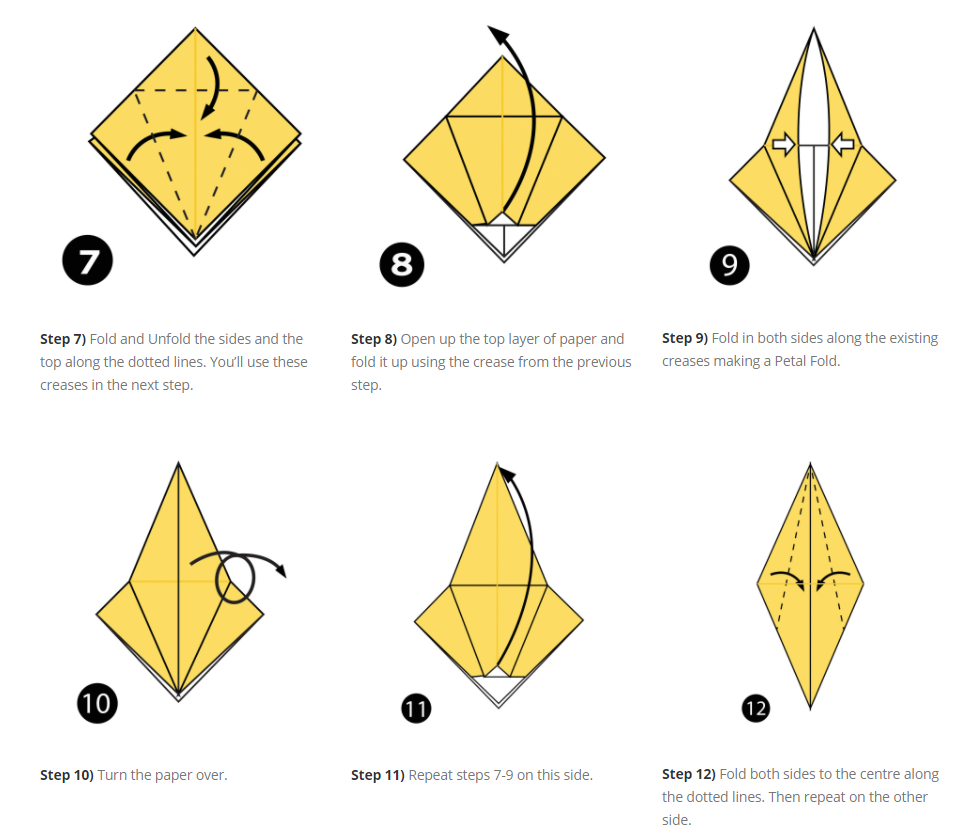 7
8
9
Step 7) Fold and Unfold the sides and the
top along the dotted lines. You'll use these
creases in the next step.
Step 8) Open up the top layer of paper and
fold it up using the crease from the previous
step.
Step 9) Fold in both sides along the existing
creases making a Petal Fold.
10
11
12
Step 10) Turn the paper over.
Step 11) Repeat steps 7-9 on this side.
Step 12) Fold both sides to the centre along
the dotted lines. Then repeat on the other
side.